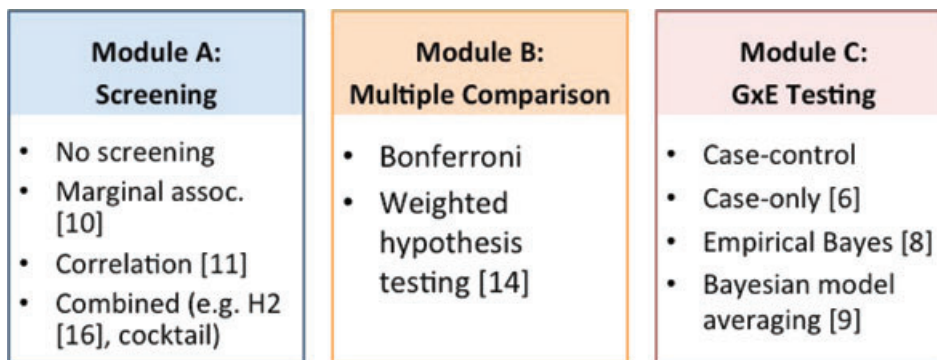 Module A:
Screening
• No screening
• Marginal assoc.
[10]
• Correlation [11]
• Combined (e.g. H2
[16], cocktail)
Module B:
Multiple Comparison
• Bonferroni
• Weighted
hypothesis
testing [14]
Module C:
GxE Testing
• Case-control
• Case-only [6]
• Empirical Bayes [8]
• Bayesian model
averaging [9]